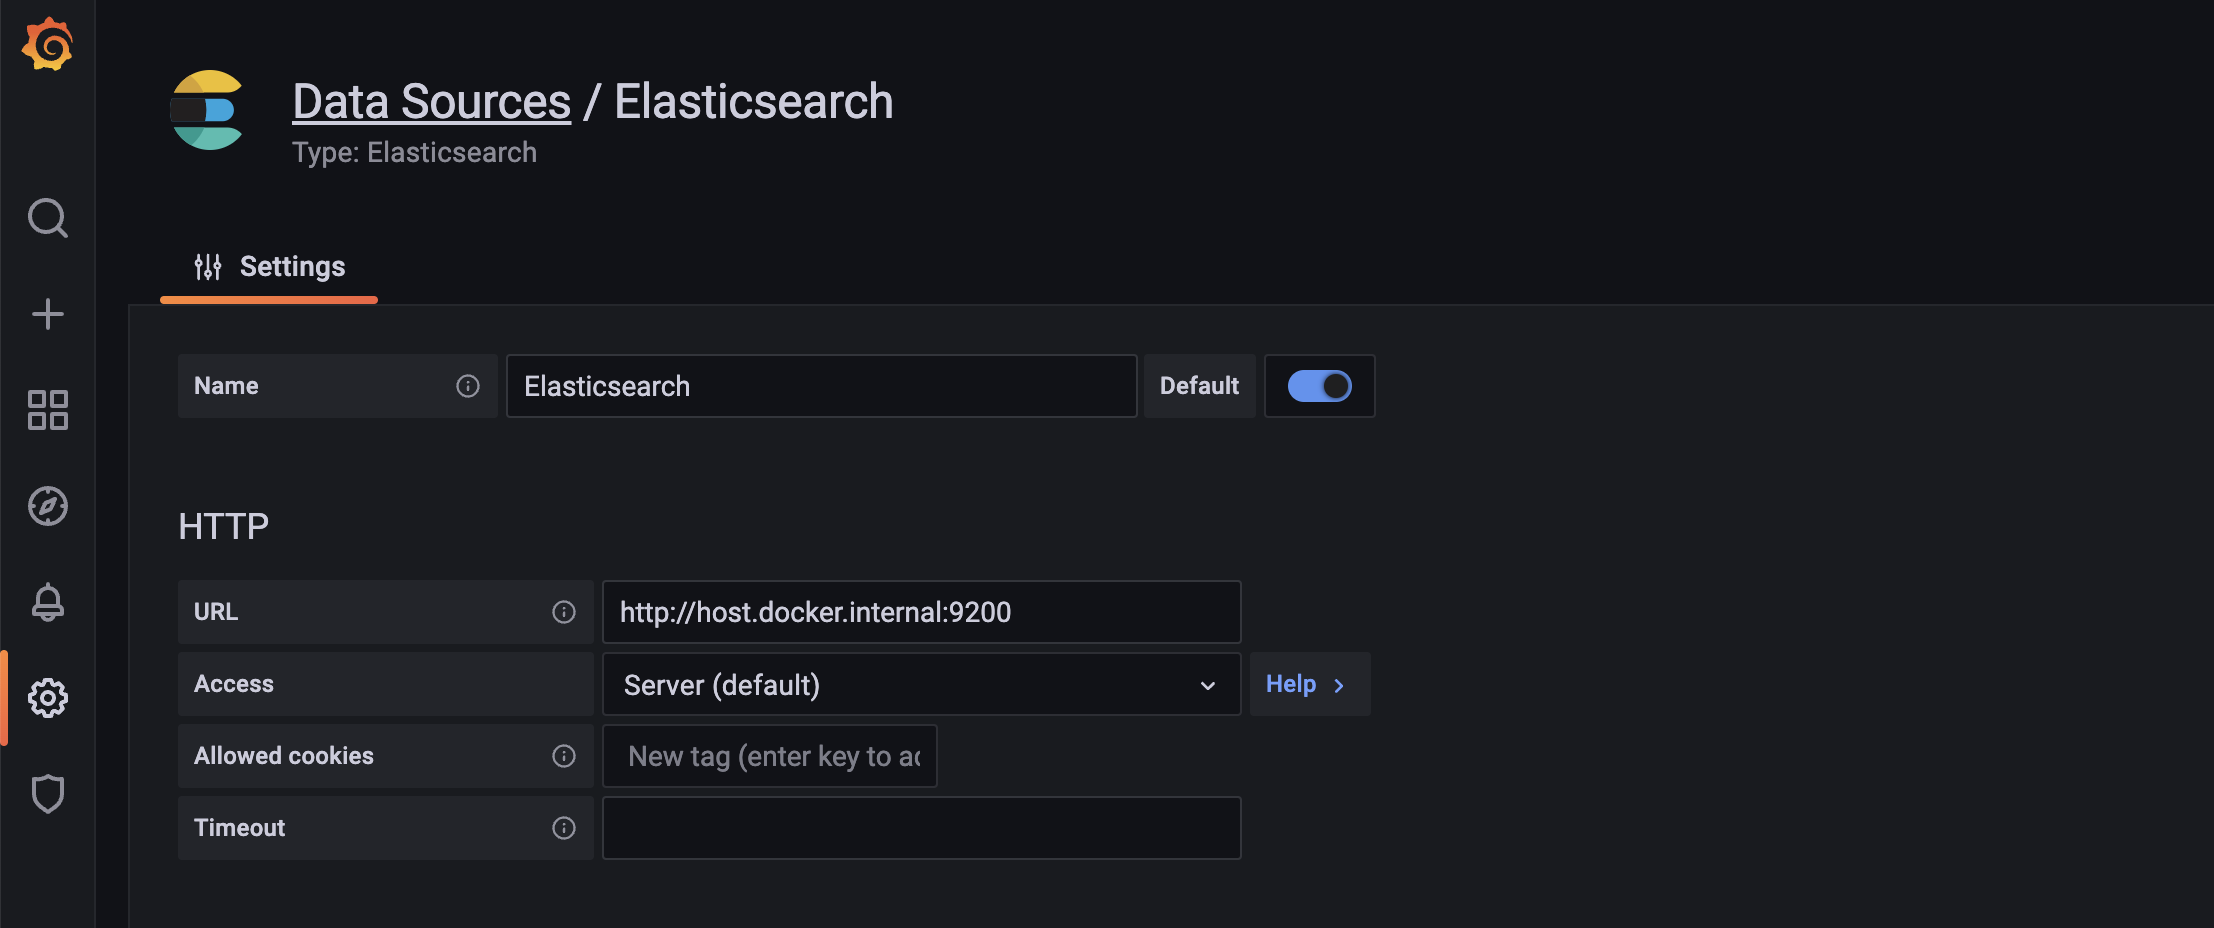 Data Sources / Elasticsearch
Type: Elasticsearch
Settings
Name
Elasticsearch
Default
HTTP
URL
http://host.docker.internal:9200
Access
Server (default)
Help
Allowed cookies
New tag (enter key to ac
Timeout